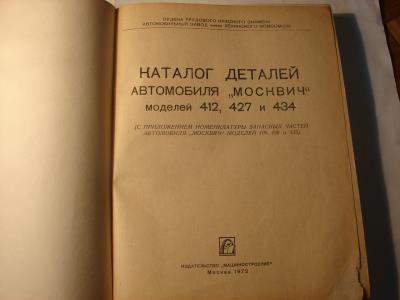 ОРДЕНА ТРУДОВОГО КРАСНОГО ЗНАМЕНИ
АВТОМОБИЛЬНЫЙ ЗАВОД имени ЛЕНИНСКОГО КОМСОМОЛА
КАТАЛОГ ДЕТАЛЕЙ
АВТОМОБИЛЯ „МОСКВИЧ“
моделей 412, 427 и 434
(С ПРИЛОЖЕНИЕМ НОМЕНКЛАТУРЫ ЗАПАСНЫХ ЧАСТЕЙ
АВТОМОБИЛЯ „МОСКВИЧ“ МОДЕЛЕЙ 408, 426 и 433)
ИЗДАТЕЛЬСТВО „МАШИНОСТРОЕНИЕ“
Москва 1972